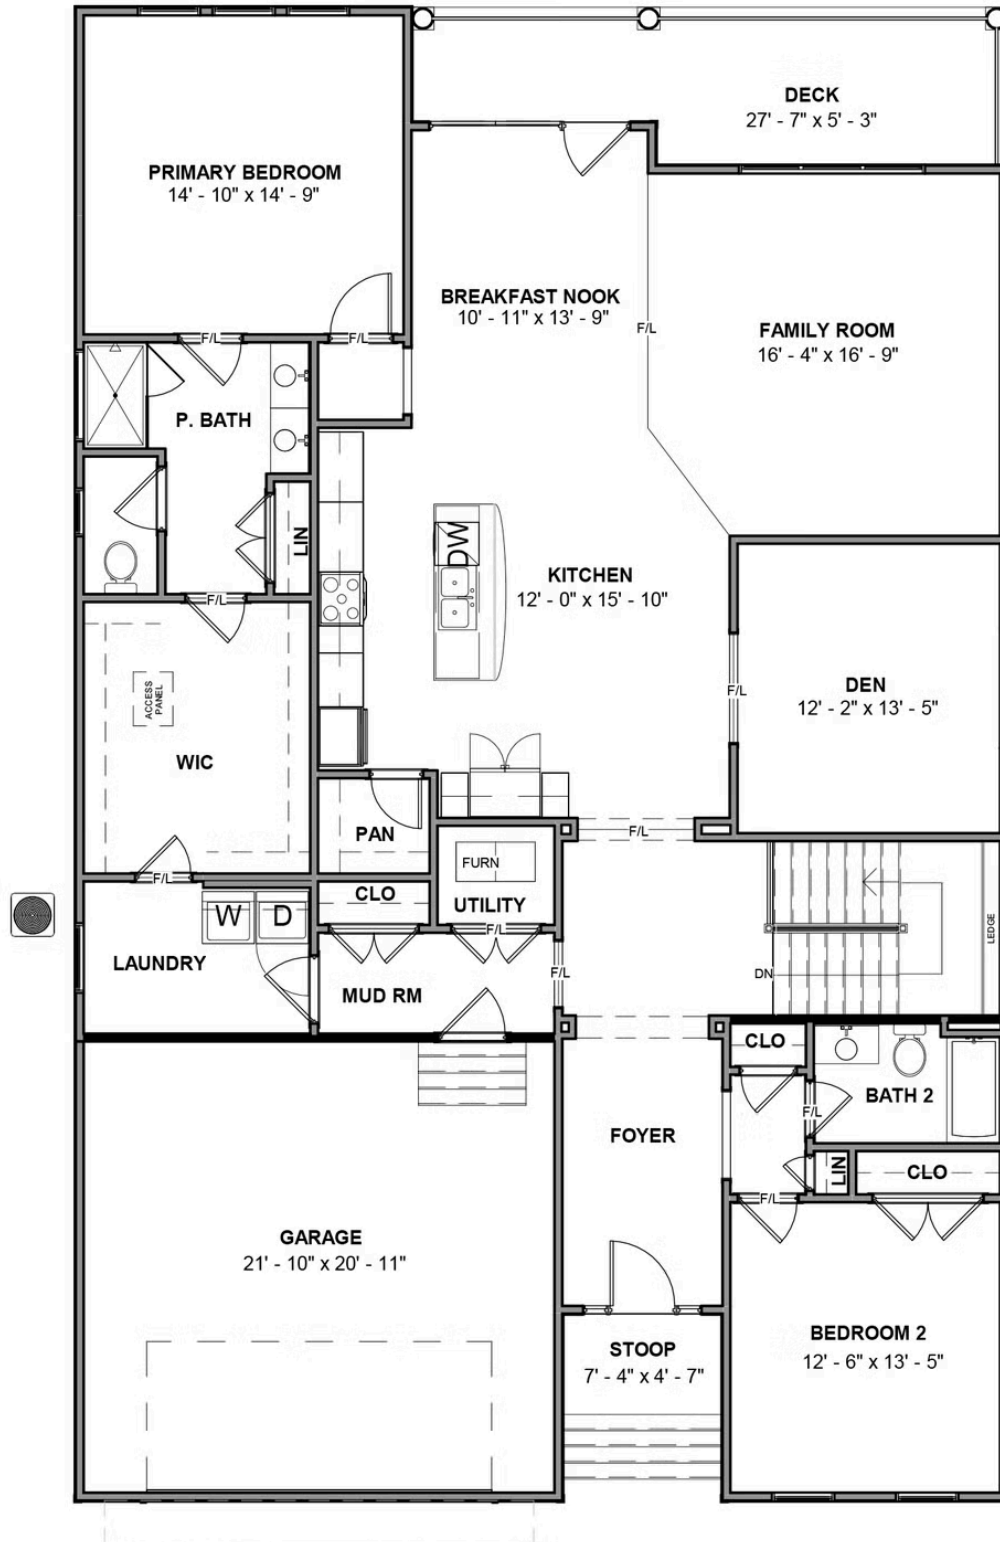 DECK
27' - 7" x 5' - 3"
PRIMARY BEDROOM
14' - 10" x 14' - 9"
BREAKFAST NOOK
10' - 11" x 13' - 9"
F/L
FAMILY ROOM
16' - 4" x 16' - 9"
F/L
F/L
P. BATH
LIN
DW
KITCHEN
12' - 0" x 15' - 10"
F/L
ACCESS
PANEL
WIC
F/L
DEN
12' - 2" x 13' - 5"
PAN
F/L
FURN
UTILITY
F/L
CLO
F/L
W
D
LAUNDRY
MUD RM
F/L
DN
LEDGE
CLO
BATH 2
F/L
FOYER
LIN
CLO
F/L
GARAGE
21' - 10" x 20' - 11"
STOOP
7' - 4" x 4' - 7"
BEDROOM 2
12' - 6" x 13' - 5"